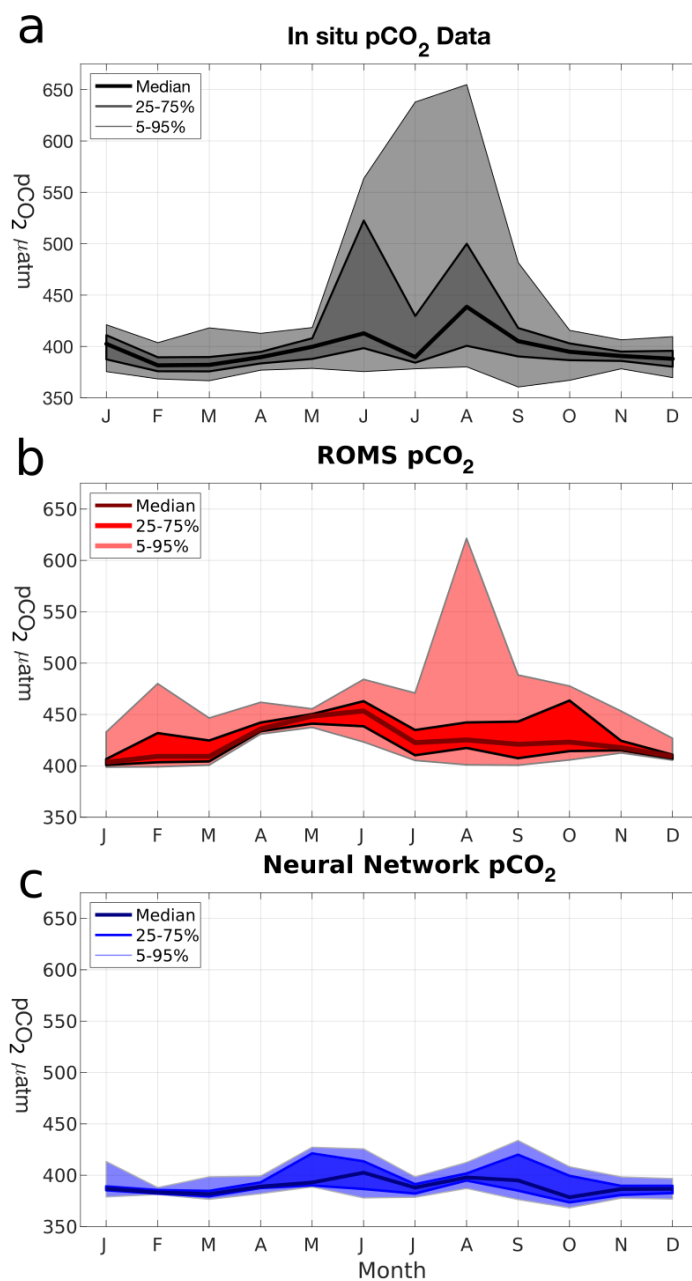 a
In situ pCO2 Data
Median
25-75%
5-95%
650
600
550
500
450
400
350
pCO2 μatm
J F M A M J J A S O N D
b
ROMS pCO2
Median
25-75%
5-95%
650
600
550
500
450
400
350
pCO2 μatm
J F M A M J J A S O N D
c
Neural Network pCO2
Median
25-75%
5-95%
650
600
550
500
450
400
350
pCO2 μatm
J F M A M J J A S O N D
Month